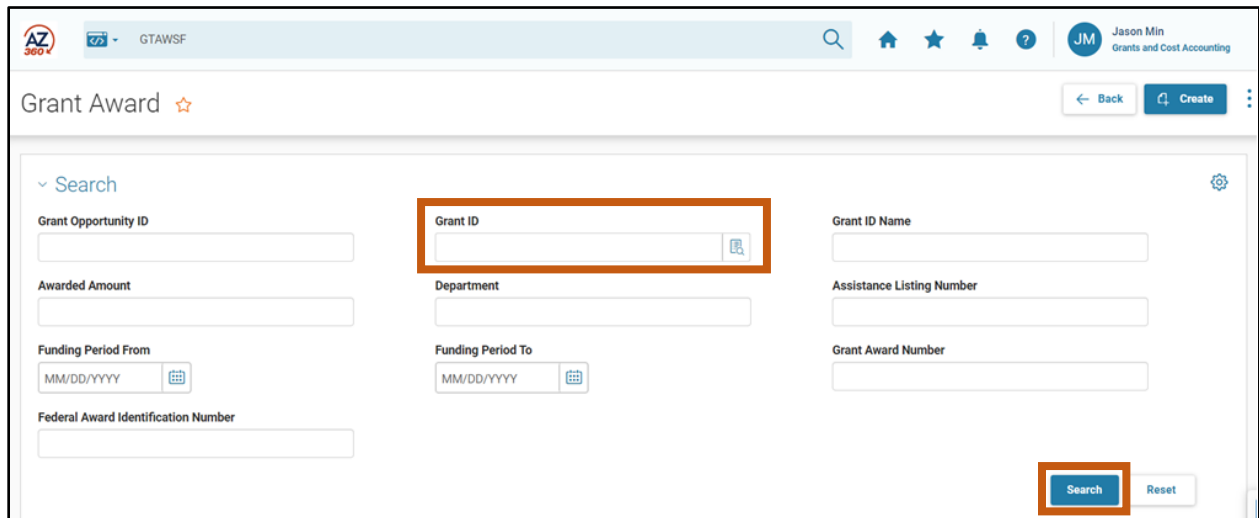 AZ
360
GTAWSF
JM
Jason Min
Grants and Cost Accounting
Grant Award
Back
Create
Search
Grant Opportunity ID
Grant ID
Grant ID Name
Awarded Amount
Department
Assistance Listing Number
Funding Period From
Funding Period To
Grant Award Number
MM/DD/YYYY
MM/DD/YYYY
Federal Award Identification Number
Search
Reset